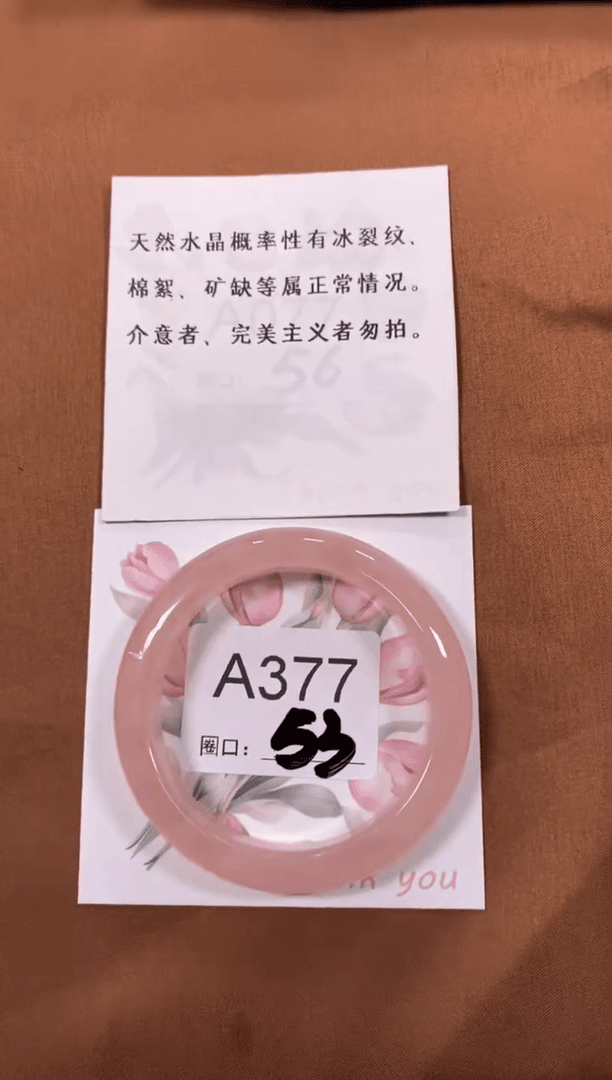 天然水晶概率性有冰裂纹、
棉絮、矿缺等属正常情况。
介意者、完美主义者匆拍。
A377
圈口：53
you